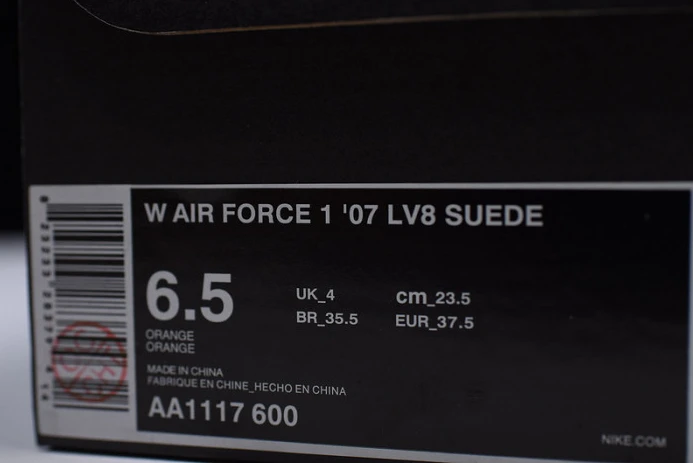 W AIR FORCE 1 '07 LV8 SUEDE
6.5
UK_4
cm_23.5
BR_35.5
EUR_37.5
ORANGE
ORANGE
MADE IN CHINA
FABRIQUE EN CHINE_HECHO EN CHINA
AA1117 600
NIKE.COM